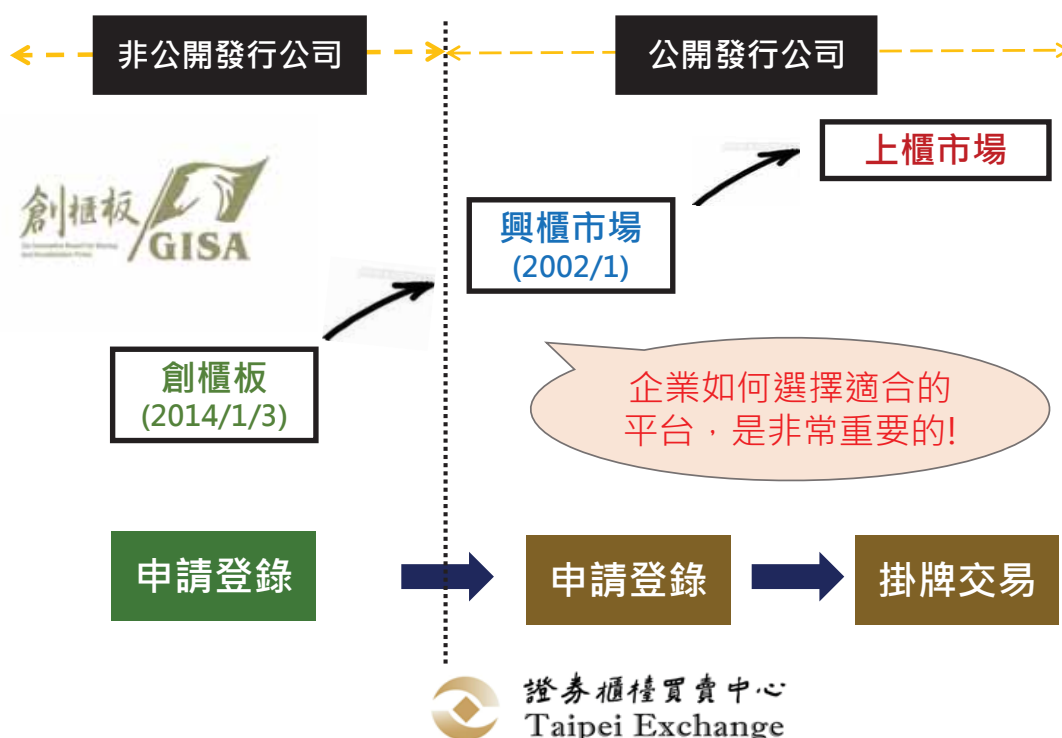 非公開發行公司
公開發行公司
上櫃市場
創櫃板
GISA
興櫃市場
(2002/1)
創櫃板
(2014/1/3)
企業如何選擇適合的
平台，是非常重要的!
申請登錄
申請登錄
掛牌交易
證券櫃檯買賣中心
Taipei Exchange